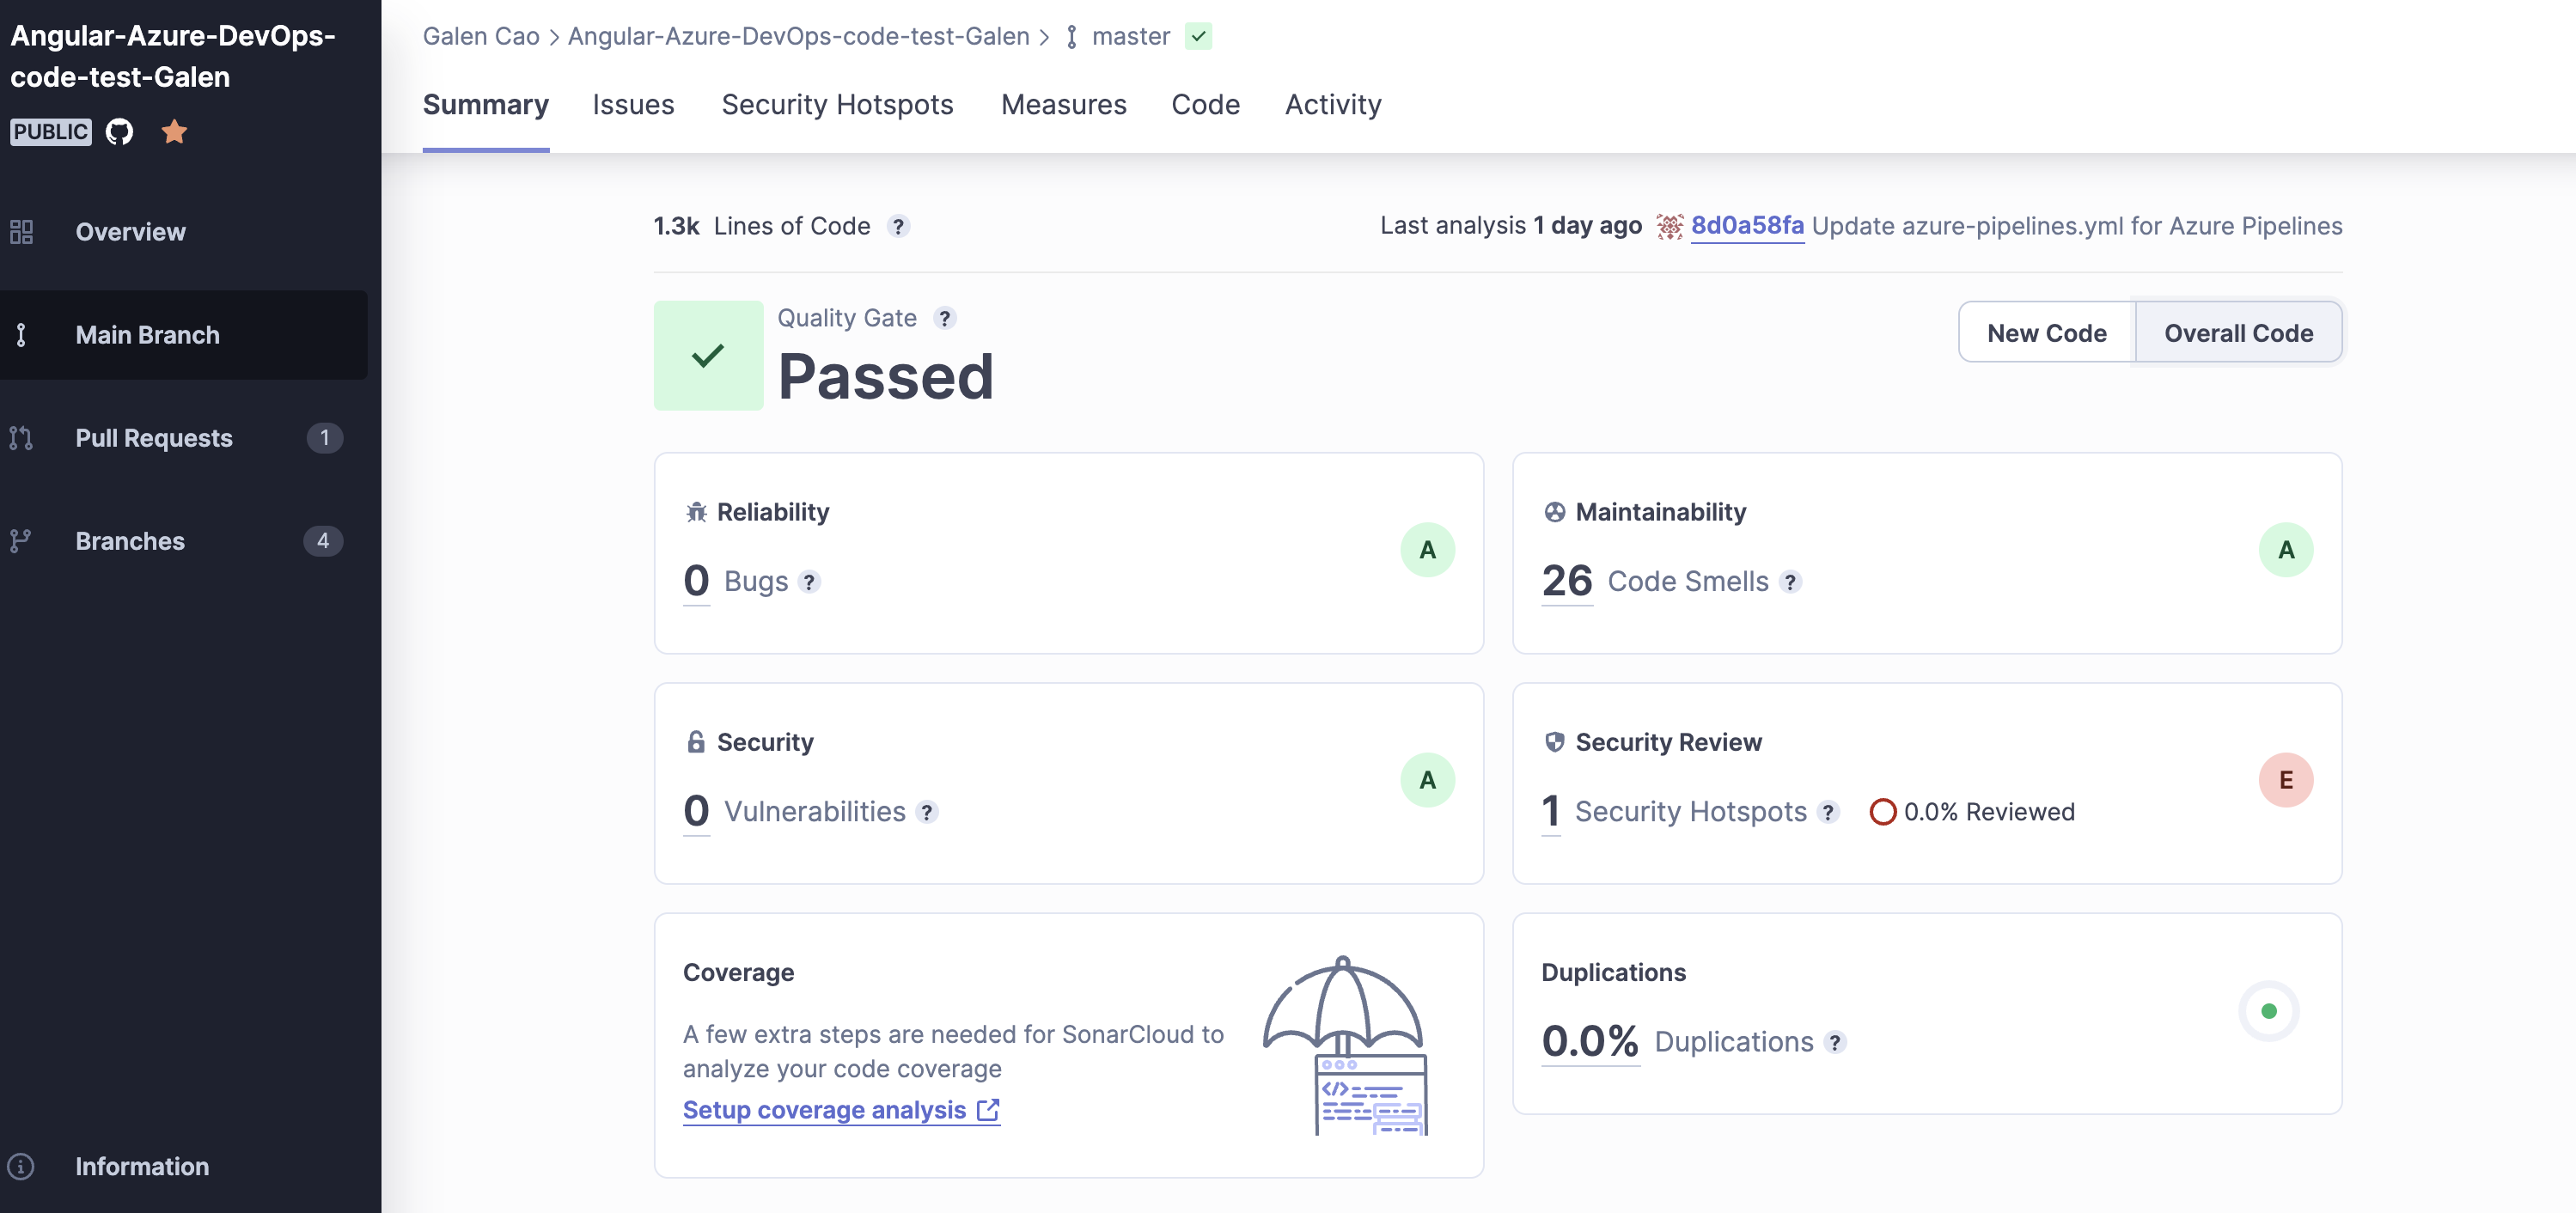 Angular-Azure-DevOps-
code-test-Galen
PUBLIC
Overview
Main Branch
Pull Requests 1
Branches 4
Information
Galen Cao > Angular-Azure-DevOps-code-test-Galen > master
Summary Issues Security Hotspots Measures Code Activity
1.3k Lines of Code ?
Last analysis 1 day ago 8d0a58fa Update azure-pipelines.yml for Azure Pipelines
Quality Gate ?
Passed
New Code Overall Code
Reliability
0 Bugs ?
A
Maintainability
26 Code Smells ?
A
Security
0 Vulnerabilities ?
A
Security Review
1 Security Hotspots ? 0.0% Reviewed
E
Coverage
A few extra steps are needed for SonarCloud to
analyze your code coverage
Setup coverage analysis
</>
Duplications
0.0% Duplications ?